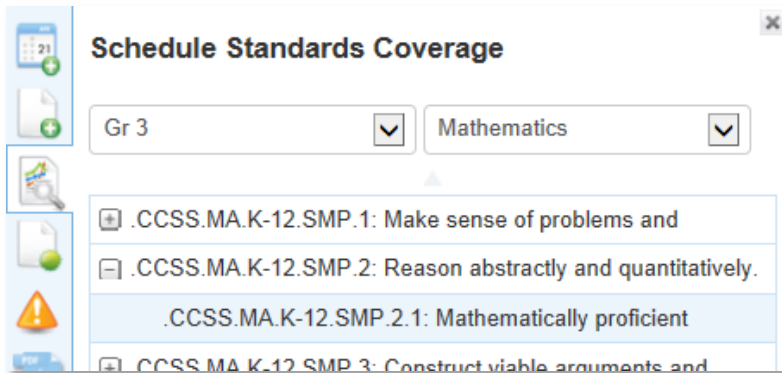 Schedule Standards Coverage
21
Gr 3
Mathematics
.CCSS.MA.K-12.SMP.1: Make sense of problems and
.CCSS.MA.K-12.SMP.2: Reason abstractly and quantitatively.
.CCSS.MA.K-12.SMP.2.1: Mathematically proficient
.CCSS.MA.K-12.SMP.3: Construct viable arguments and
PDF